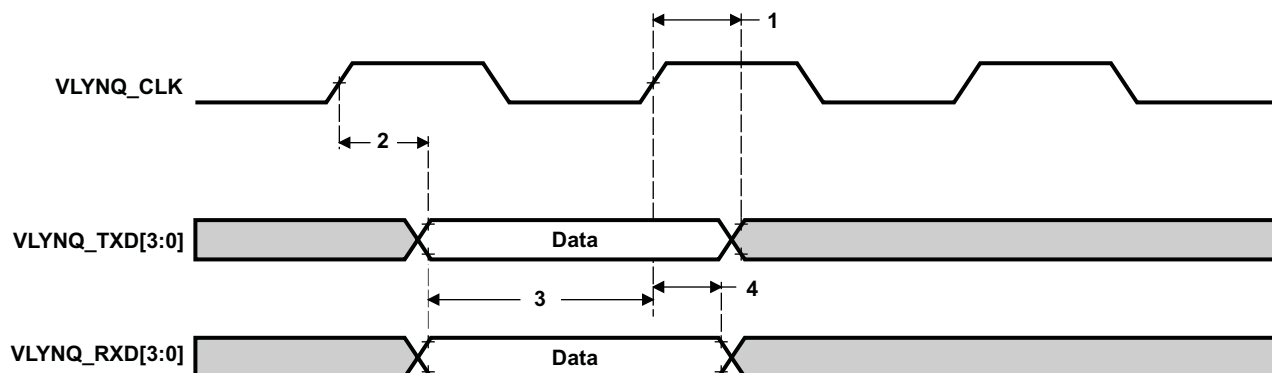 1
VLYNQ_CLK
2
VLYNQ_TXD[3:0]
Data
3
4
VLYNQ_RXD[3:0]
Data